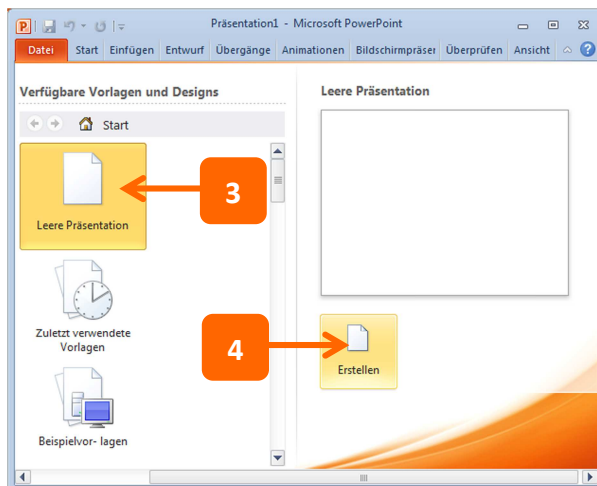 Präsentation1 - Microsoft PowerPoint
Datei Start Einfügen Entwurf Übergänge Animationen Bildschirmpräser Überprüfen Ansicht
Verfügbare Vorlagen und Designs
Start
Leere Präsentation
3
Zuletzt verwendete
Vorlagen
Beispielvor- lagen
Leere Präsentation
4
Erstellen